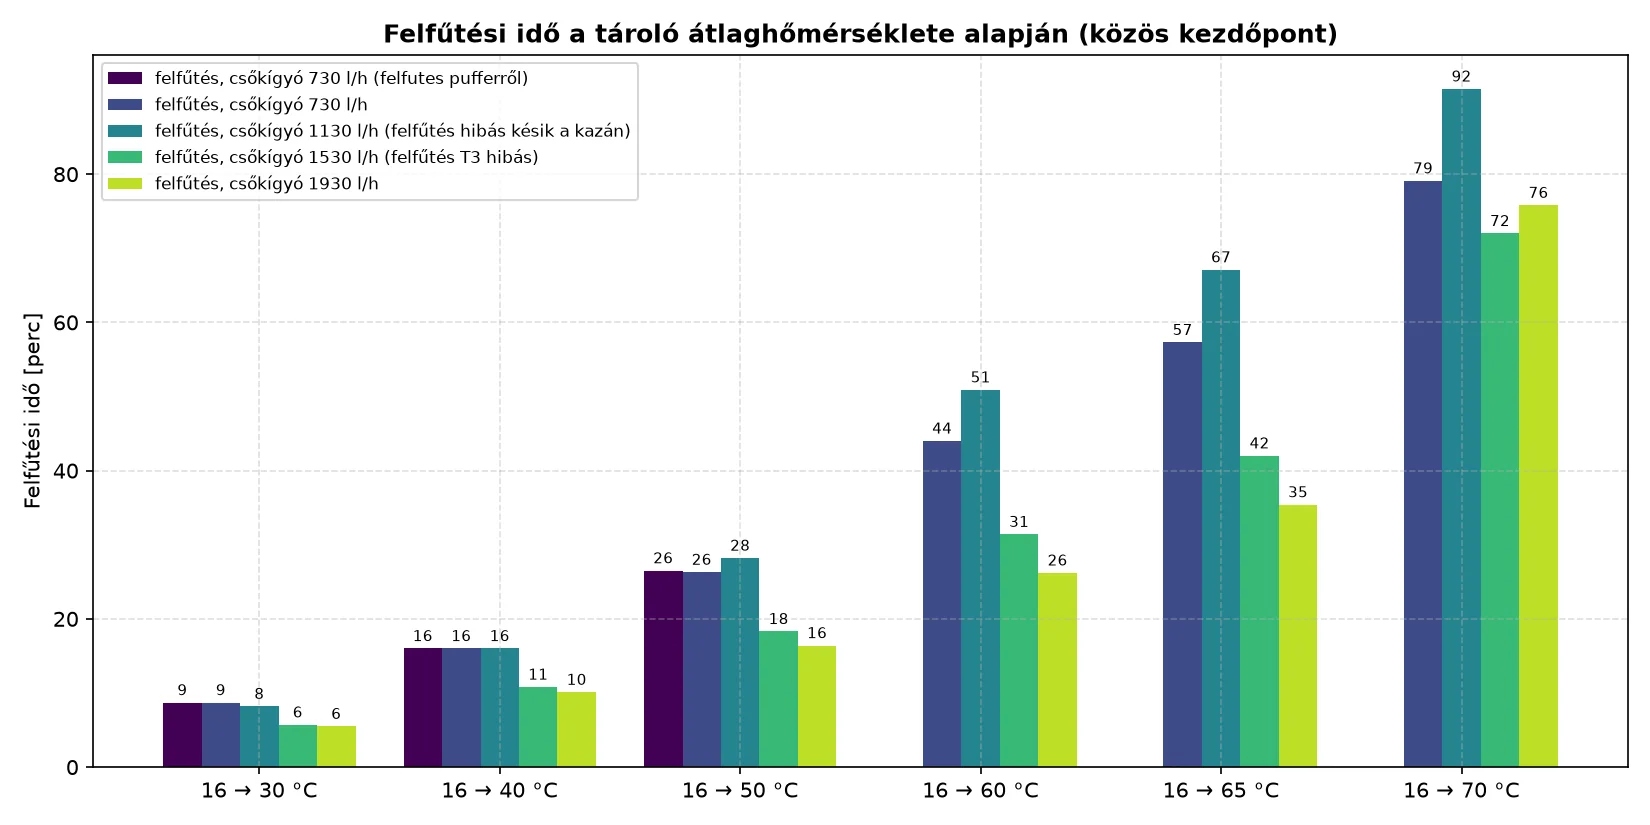 Felfűtési idő a tároló átlaghőmérséklete alapján (közös kezdőpont)
felfűtés, csőkígyó 730 l/h (felfutes pufferről)
felfűtés, csőkígyó 730 l/h
felfűtés, csőkígyó 1130 l/h (felfűtés hibás késik a kazán)
felfűtés, csőkígyó 1530 l/h (felfűtés T3 hibás)
felfűtés, csőkígyó 1930 l/h
Felfűtési idő [perc]
80
60
40
20
0
9 9 8 6 6
16 16 16 11 10
26 26 28 18 16
44 51 31 26
57 67 42 35
79 92 72 76
16 → 30 °C
16 → 40 °C
16 → 50 °C
16 → 60 °C
16 → 65 °C
16 → 70 °C